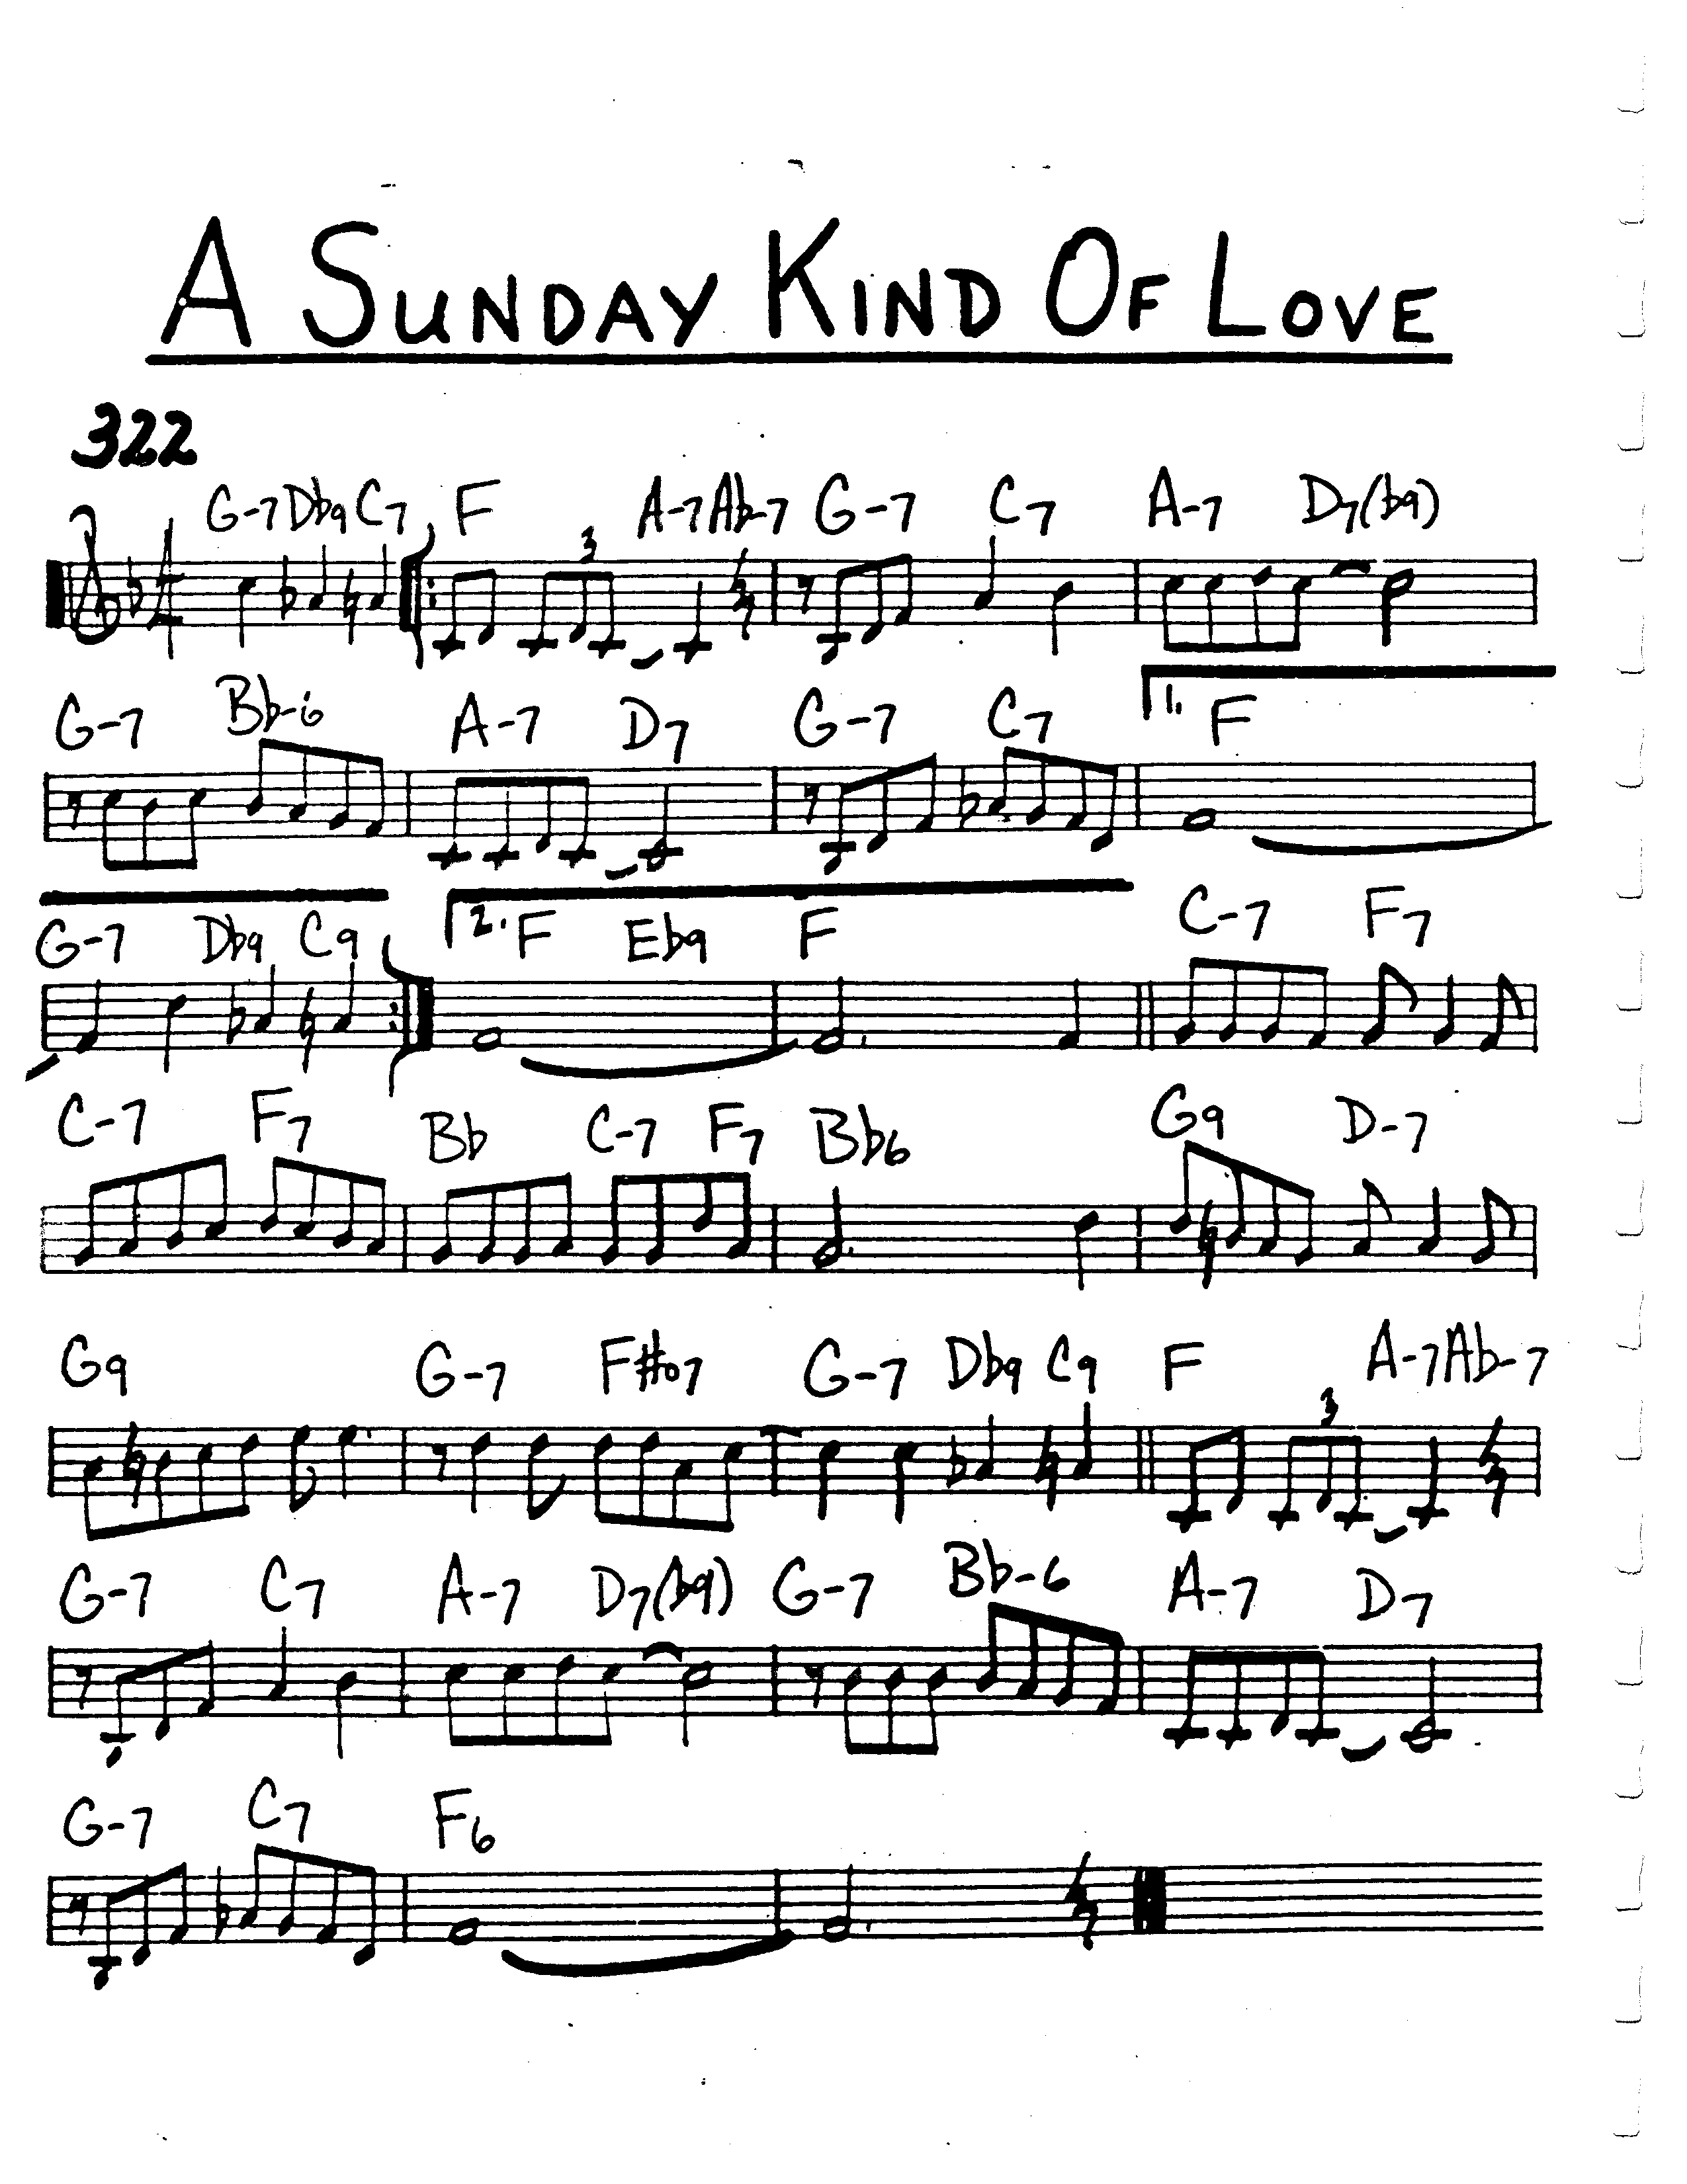 A SUNDAY KIND OF LOVE
322
G-7 Db9 C7 F A-7 Ab-7 G-7 C7 A-7 D7(b9)
3
G-7 Bb-6 A-7 D7 G-7 C7 1. F
G-7 Db9 C9 2. F Eb9 F C-7 F7
C-7 F7 Bb C-7 F7 Bb6 G9 D-7
G9 G-7 F#o7 G-7 Db9 C9 F A-7 Ab-7
3
G-7 C7 A-7 D7(b9) G-7 Bb-6 A-7 D7
G-7 C7 F6